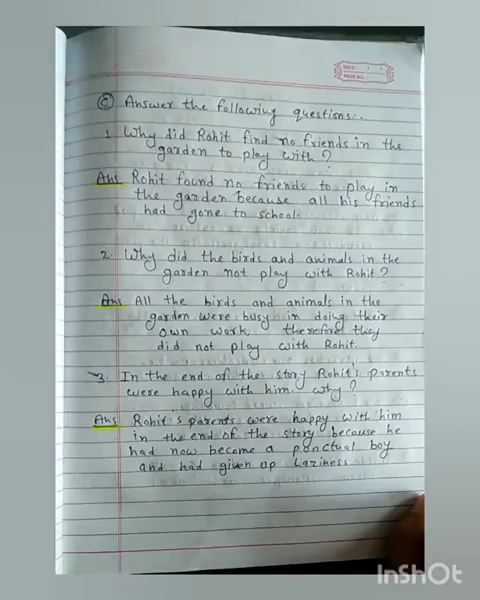 DATE: / /
PAGE NO.:
(C) Answer the following questions:.
1. Why did Rohit find no friends in the
garden to play with?
Ans Rohit found no friends to play in
the garden because all his friends
had gone to school.
2. Why did the birds and animals in the
garden not play with Rohit?
Ans All the birds and animals in the
garden were busy in doing their
own work, therefore they
did not play with Rohit
3. In the end of the story Rohit's parents
were happy with him. Why?
Ans Rohit's parents were happy with him
in the end of the story because he
had now become a punctual boy
and had given up laziness
InShOt